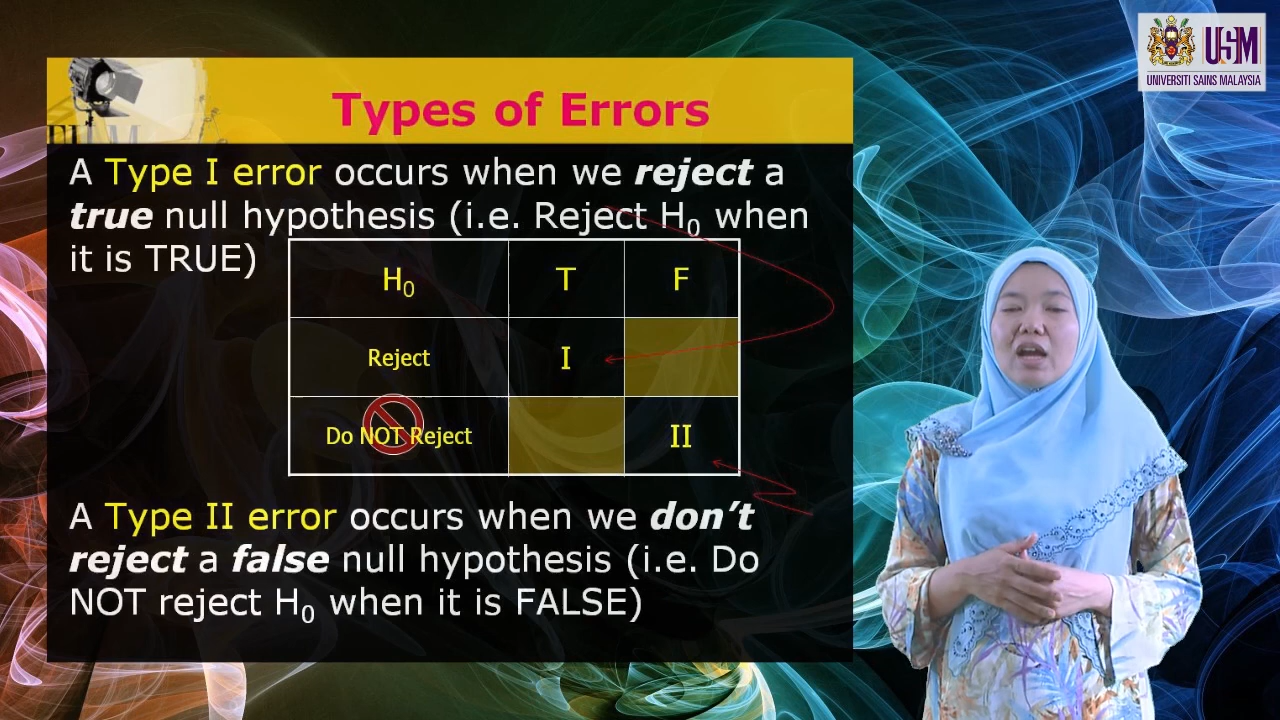 USM
UNIVERSITI SAINS MALAYSIA
FILM
Types of Errors
A Type I error occurs when we reject a
true null hypothesis (i.e. Reject H0 when
it is TRUE)
H0 T F
Reject I
Do NOT Reject II
A Type II error occurs when we don't
reject a false null hypothesis (i.e. Do
NOT reject H0 when it is FALSE)